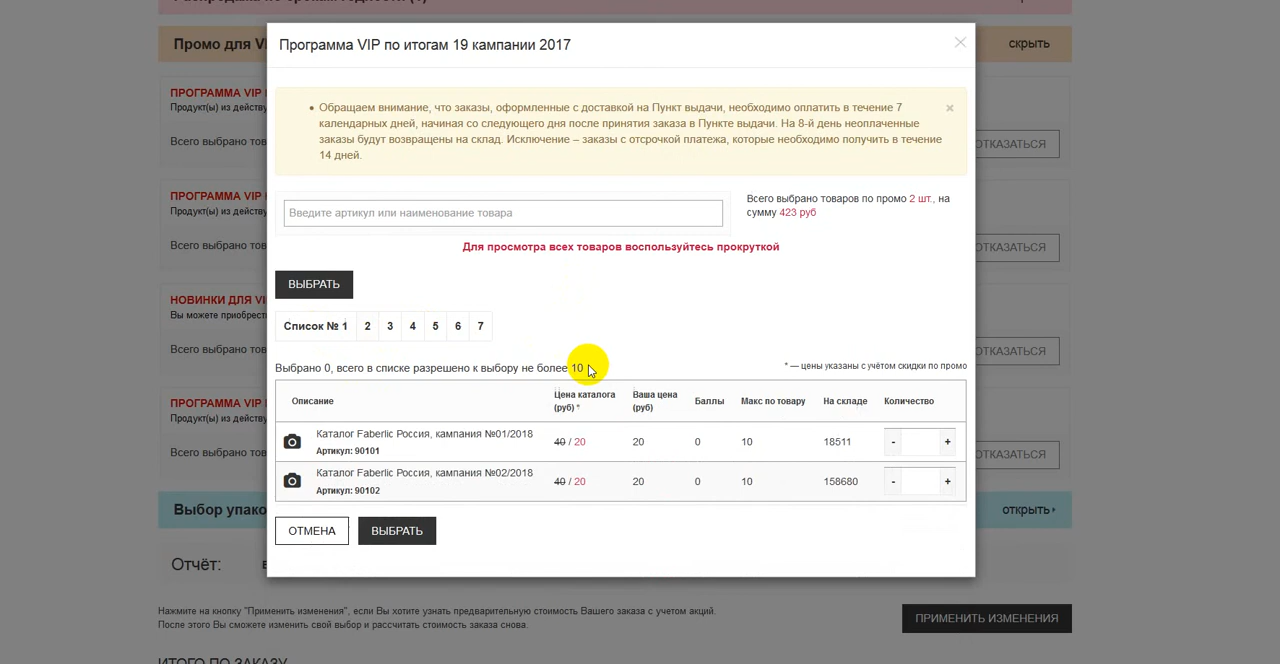 Промо для VI
скрыть
Программа VIP по итогам 19 кампании 2017
ПРОГРАММА VIP
Продукт(ы) из действу
Всего выбрано тов
ОТКАЗАТЬСЯ
Обращаем внимание, что заказы, оформленные с доставкой на Пункт выдачи, необходимо оплатить в течение 7
календарных дней, начиная со следующего дня после принятия заказа в Пункте выдачи. На 8-й день неоплаченные
заказы будут возвращены на склад. Исключение – заказы с отсрочкой платежа, которые необходимо получить в течение
14 дней.
ПРОГРАММА VIP
Продукт(ы) из действу
Всего выбрано тов
ОТКАЗАТЬСЯ
Введите артикул или наименование товара
Всего выбрано товаров по промо 2 шт., на
сумму 423 руб
Для просмотра всех товаров воспользуйтесь прокруткой
ВЫБРАТЬ
НОВИНКИ ДЛЯ VI
Вы можете приобрест
Всего выбрано тов
ОТКАЗАТЬСЯ
Список № 1 2 3 4 5 6 7
Выбрано 0, всего в списке разрешено к выбору не более 10
* — цены указаны с учётом скидки по промо
Описание Цена каталога Ваша цена Баллы Макс по товару На складе Количество
(руб) * (руб)
ПРОГРАММА VIP
Продукт(ы) из действу
Всего выбрано тов
ОТКАЗАТЬСЯ
Каталог Faberlic Россия, кампания №01/2018 40 / 20 20 0 10 18511 - +
Артикул: 90101
Каталог Faberlic Россия, кампания №02/2018 40 / 20 20 0 10 158680 - +
Артикул: 90102
Выбор упако
открыть
ОТМЕНА ВЫБРАТЬ
Отчёт:
Нажмите на кнопку "Применить изменения", если Вы хотите узнать предварительную стоимость Вашего заказа с учетом акций.
После этого Вы сможете изменить свой выбор и рассчитать стоимость заказа снова.
ПРИМЕНИТЬ ИЗМЕНЕНИЯ
ИТОГО ПО ЗАКАЗУ